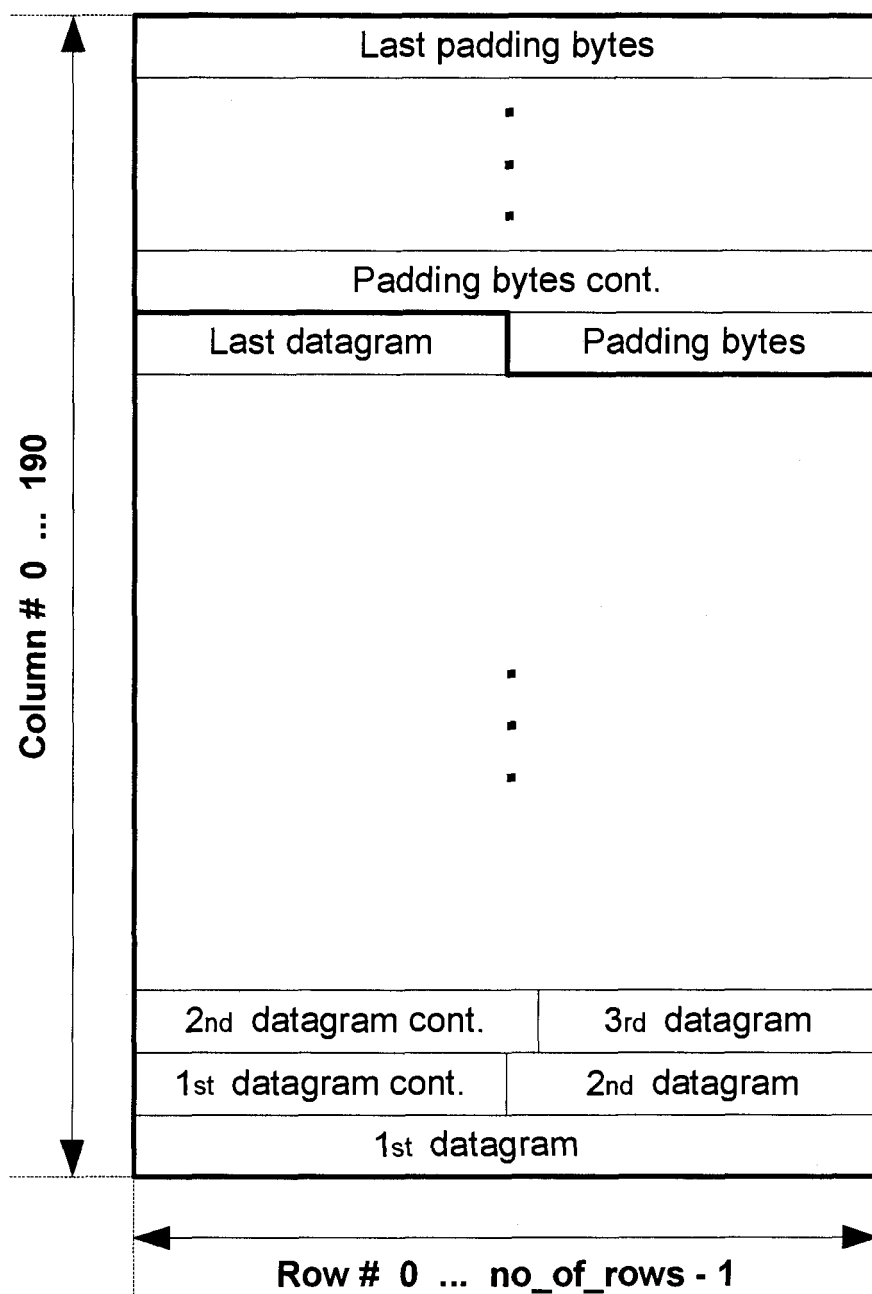 Last padding bytes
Padding bytes cont.
Last datagram Padding bytes
Column # 0 ... 190
2nd datagram cont. 3rd datagram
1st datagram cont. 2nd datagram
1st datagram
Row # 0 ... no_of_rows - 1